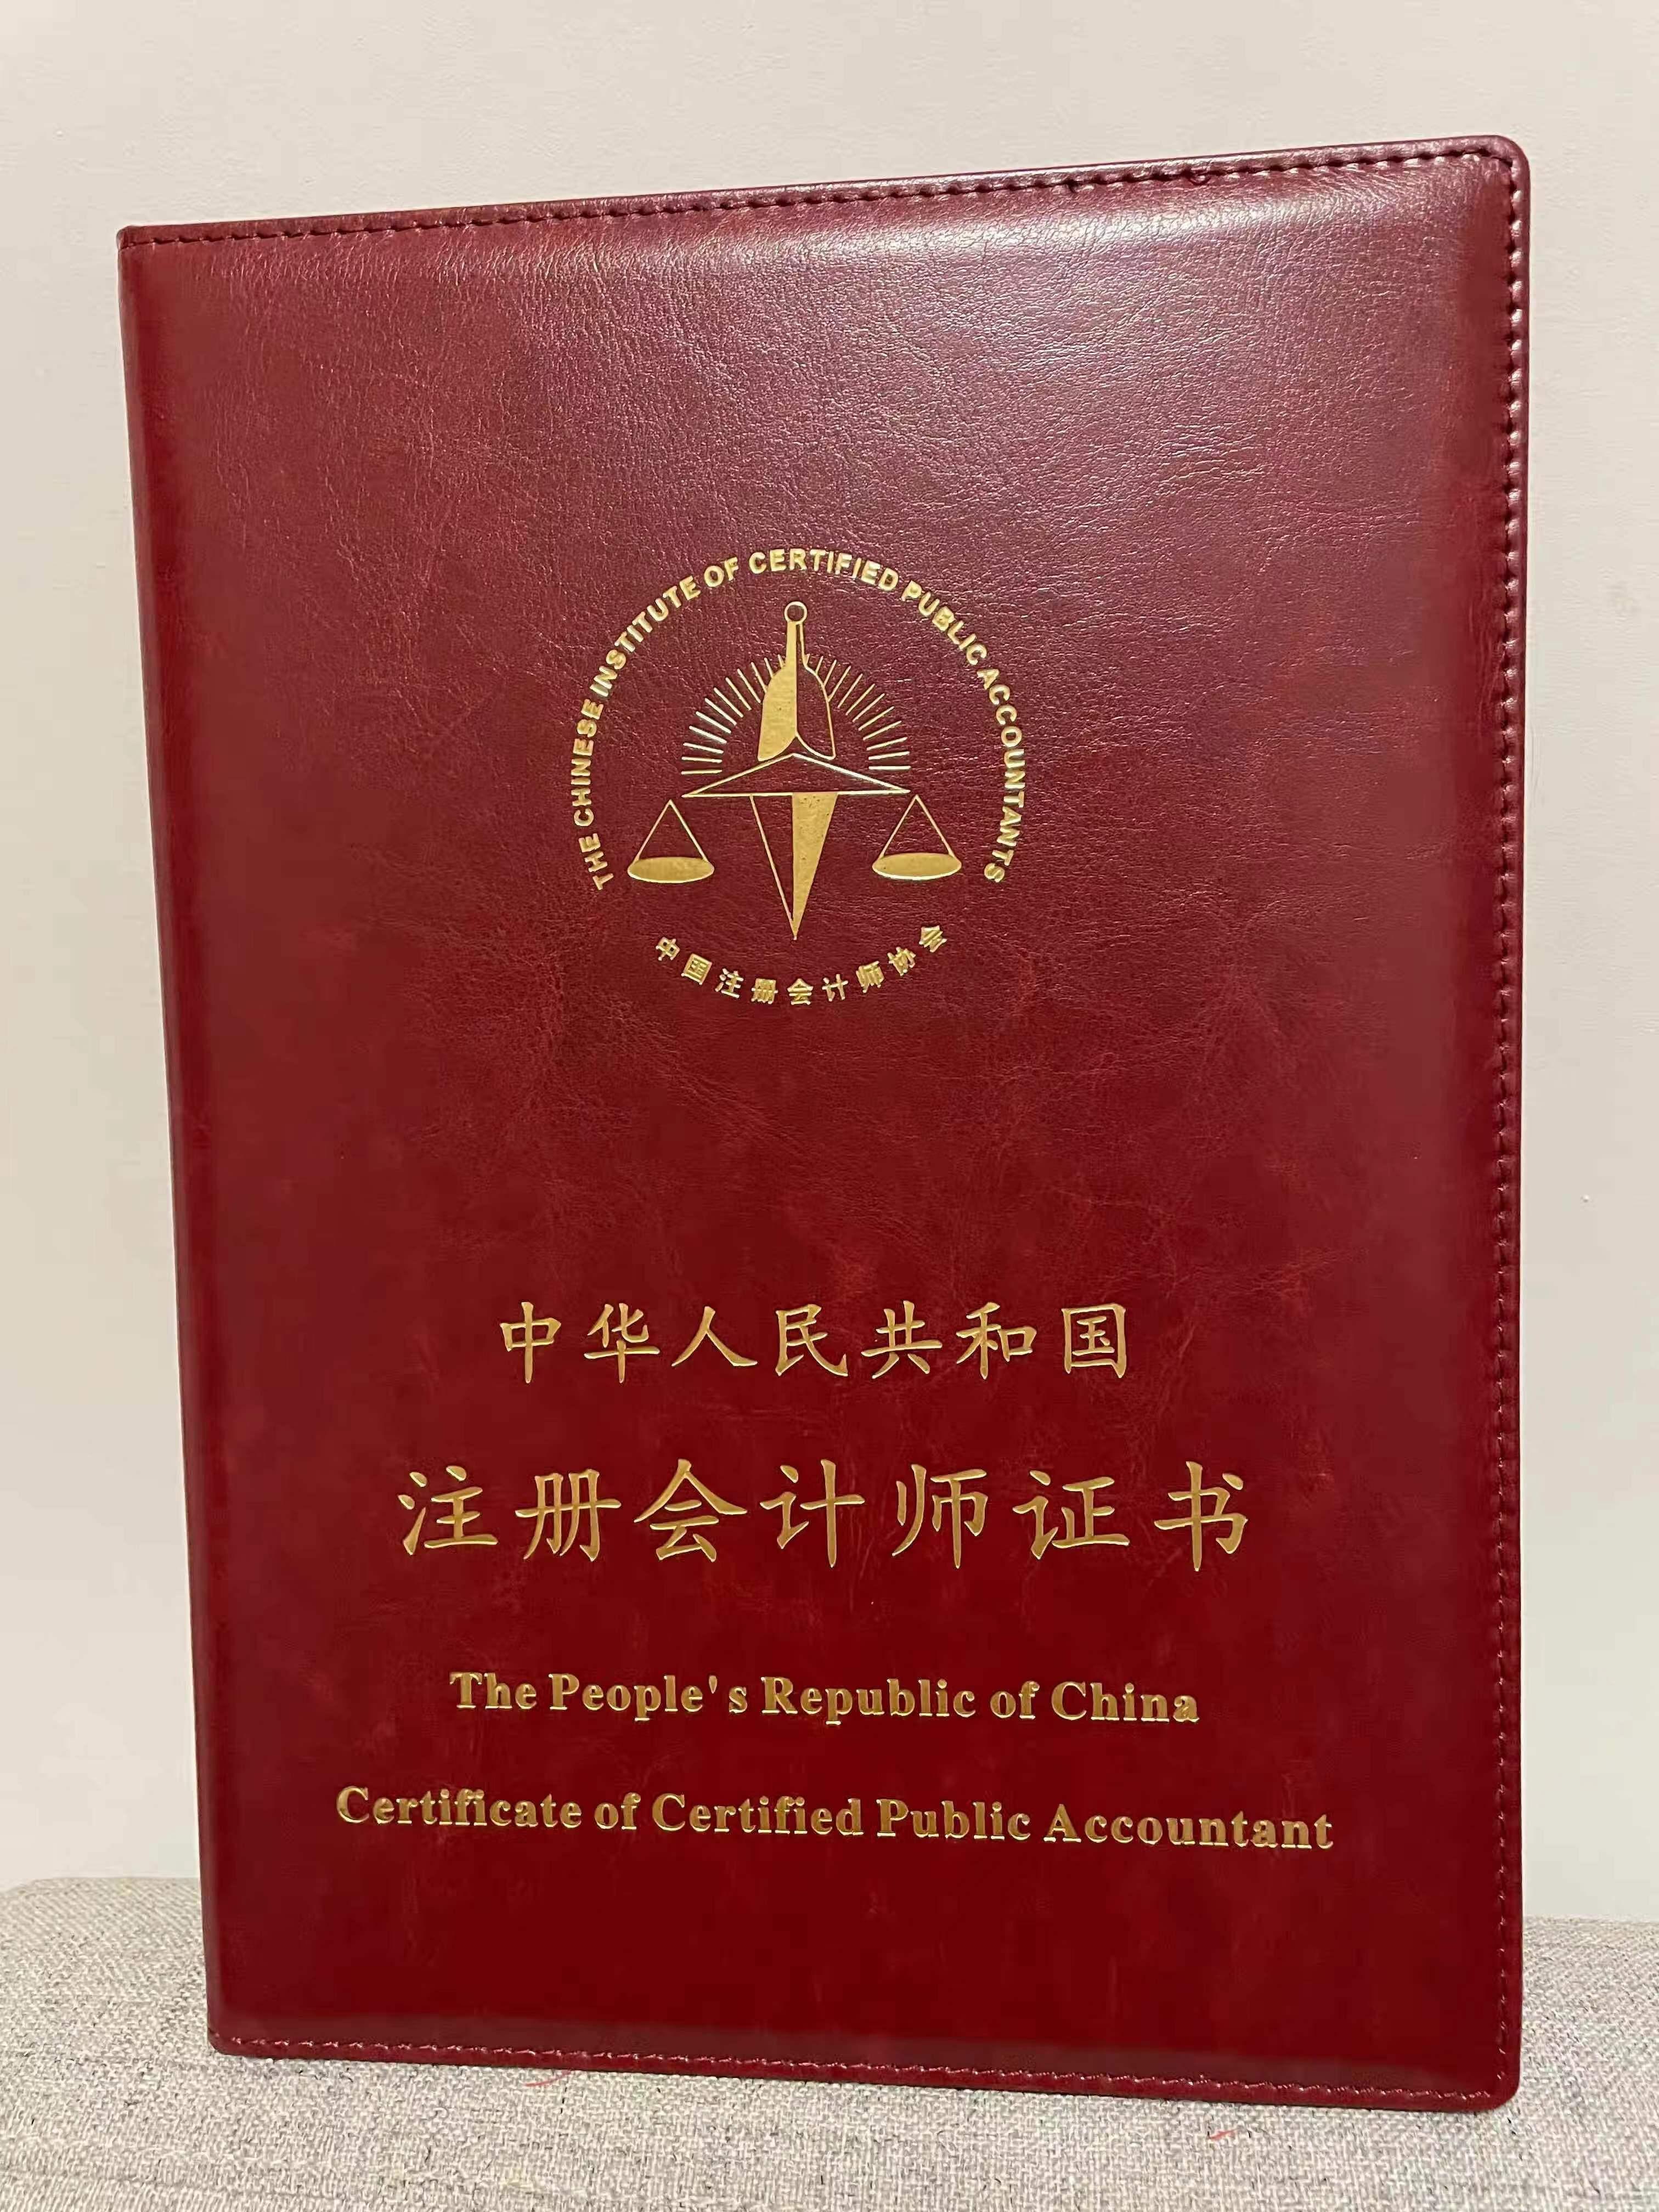 THE CHINESE INSTITUTE OF CERTIFIED PUBLIC ACCOUNTANTS
中国注册会计师协会
中华人民共和国
注册会计师证书
The People's Republic of China
Certificate of Certified Public Accountant